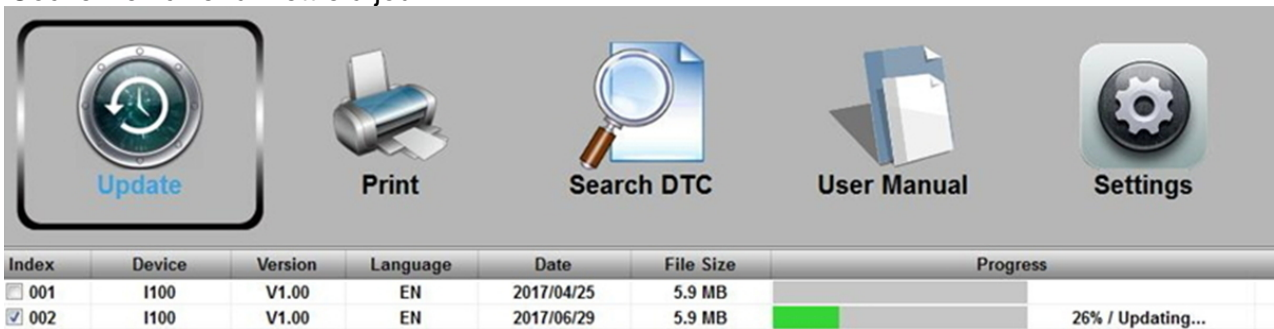 Update Print Search DTC User Manual Settings
Index Device Version Language Date File Size Progress
001 I100 V1.00 EN 2017/04/25 5.9 MB
002 I100 V1.00 EN 2017/06/29 5.9 MB 26% / Updating...